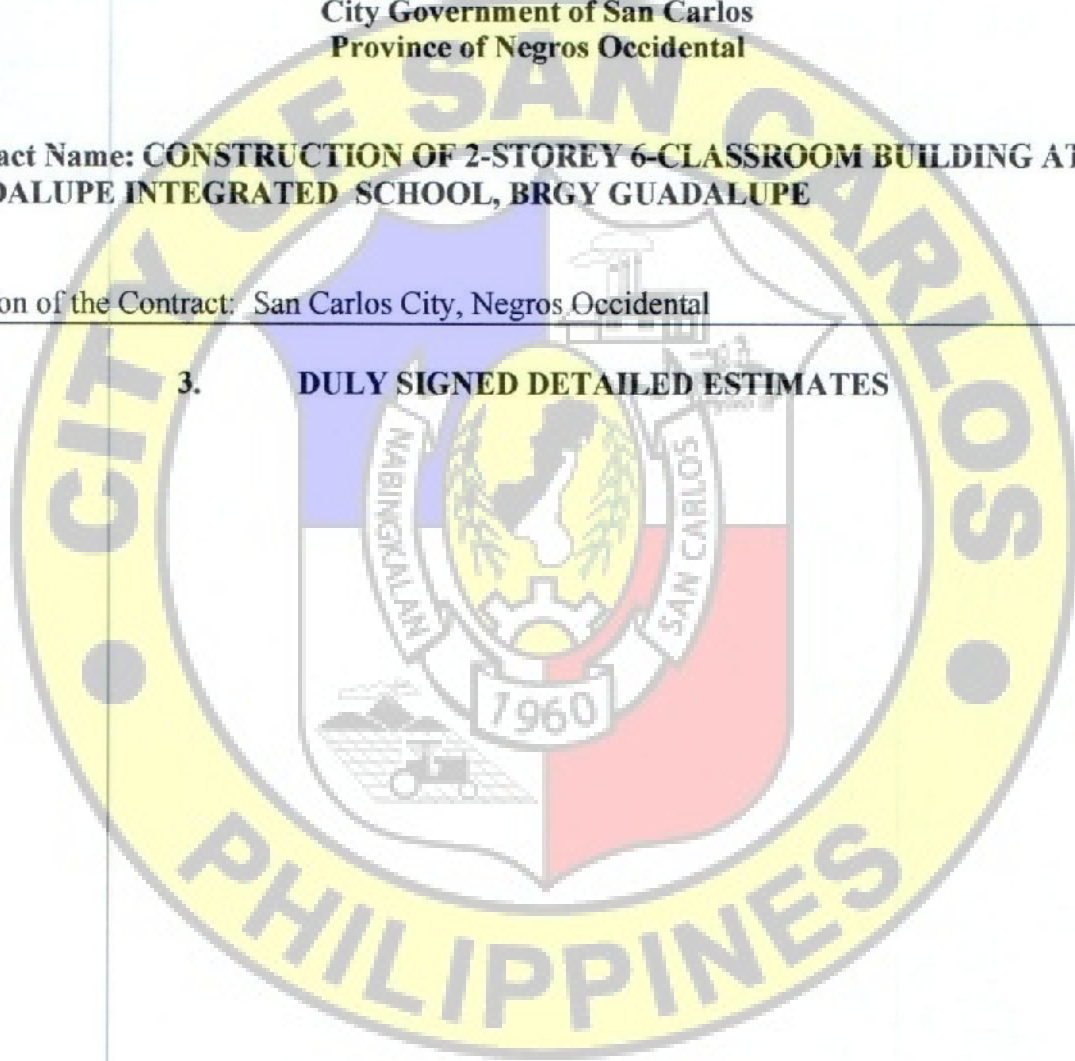 City Government of San Carlos
Province of Negros Occidental
act Name: CONSTRUCTION OF 2-STOREY 6-CLASSROOM BUILDING AT
DALUPE INTEGRATED SCHOOL, BRGY GUADALUPE
on of the Contract: San Carlos City, Negros Occidental
3. DULY SIGNED DETAILED ESTIMATES
CITY OF SAN CARLOS
NABINGKALAN
SAN CARLOS
1960
PHILIPPINES